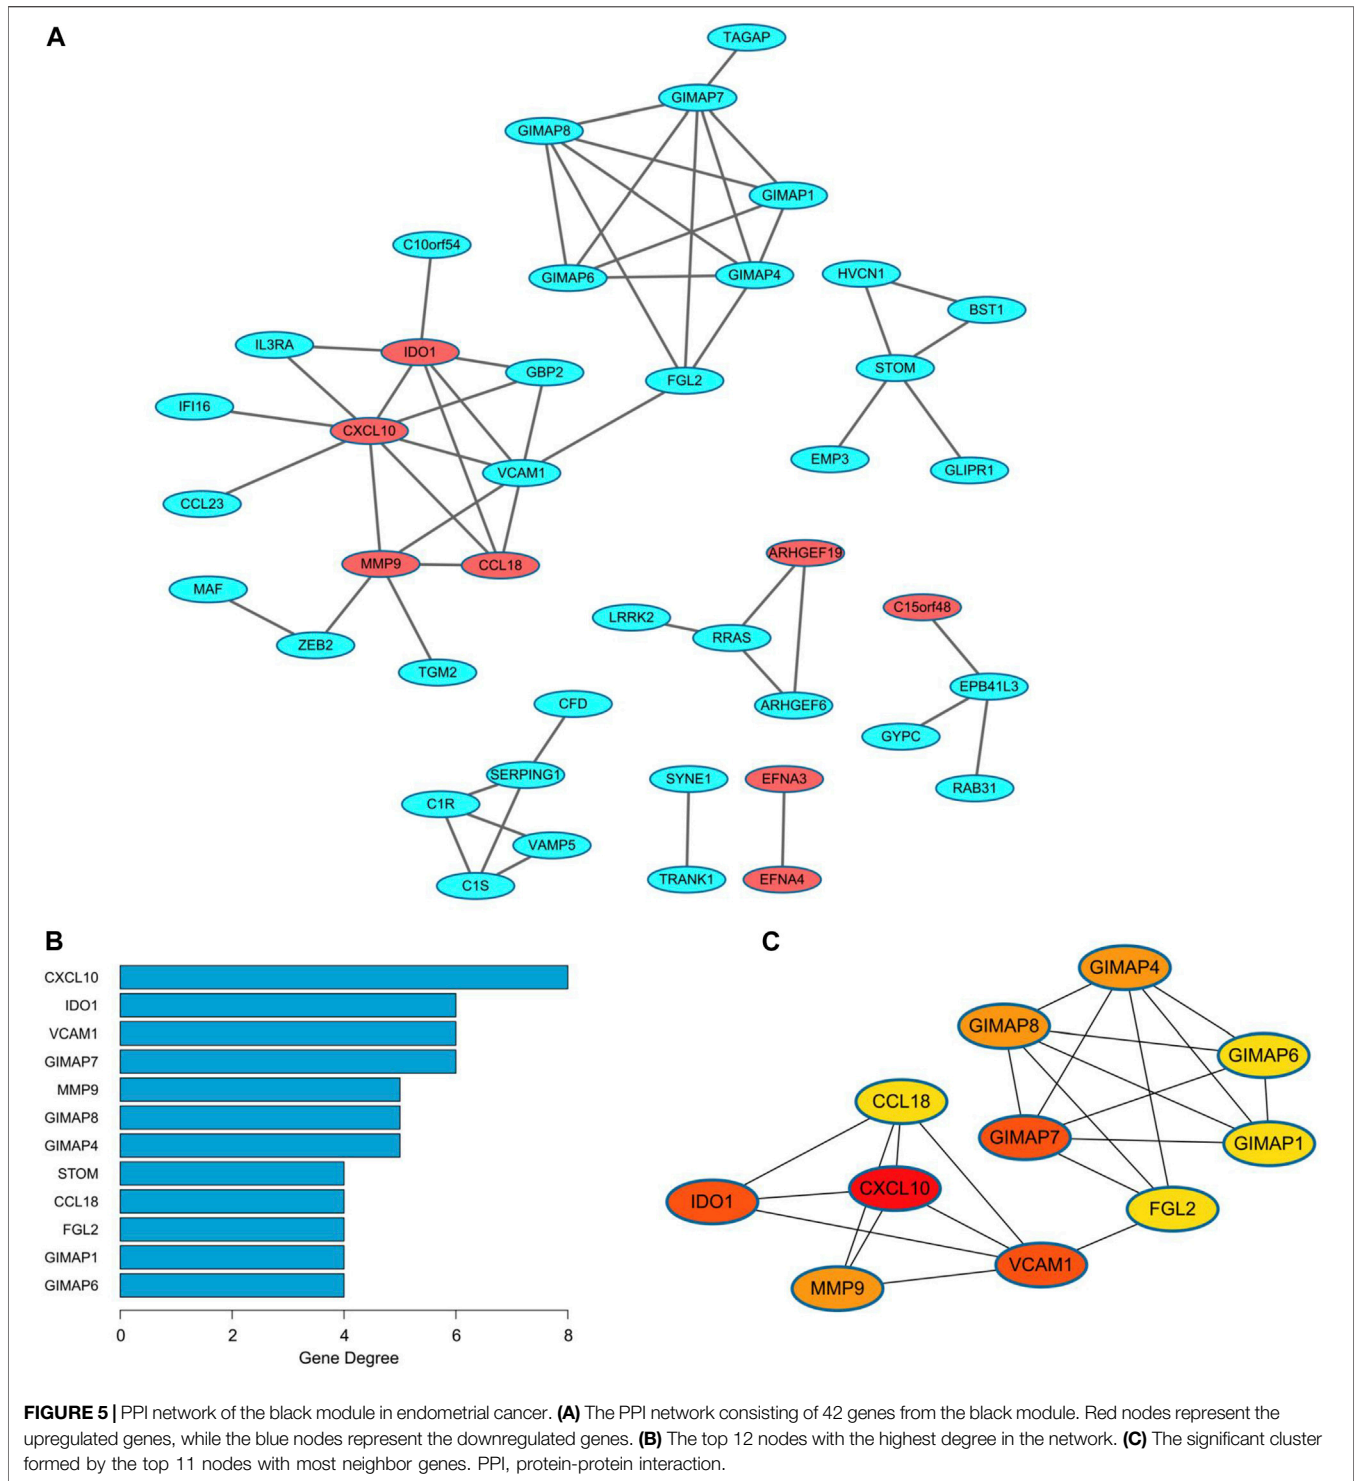 A
TAGAP
GIMAP7
GIMAP8
GIMAP1
C10orf54
GIMAP6
GIMAP4
HVCN1
BST1
IL3RA
IDO1
GBP2
FGL2
STOM
IFI16
CXCL10
VCAM1
EMP3
GLIPR1
CCL23
MMP9
CCL18
ARHGEF19
MAF
LRRK2
RRAS
C15orf48
ZEB2
TGM2
EPB41L3
CFD
ARHGEF6
GYPC
SERPING1
SYNE1
EFNA3
RAB31
C1R
VAMP5
C1S
TRANK1
EFNA4
B
CXCL10
IDO1
VCAM1
GIMAP7
MMP9
GIMAP8
GIMAP4
STOM
CCL18
FGL2
GIMAP1
GIMAP6
0 2 4 6 8
Gene Degree
C
GIMAP4
GIMAP8
GIMAP6
CCL18
GIMAP7
GIMAP1
IDO1
CXCL10
FGL2
VCAM1
MMP9
FIGURE 5 | PPI network of the black module in endometrial cancer. (A) The PPI network consisting of 42 genes from the black module. Red nodes represent the
upregulated genes, while the blue nodes represent the downregulated genes. (B) The top 12 nodes with the highest degree in the network. (C) The significant cluster
formed by the top 11 nodes with most neighbor genes. PPI, protein-protein interaction.